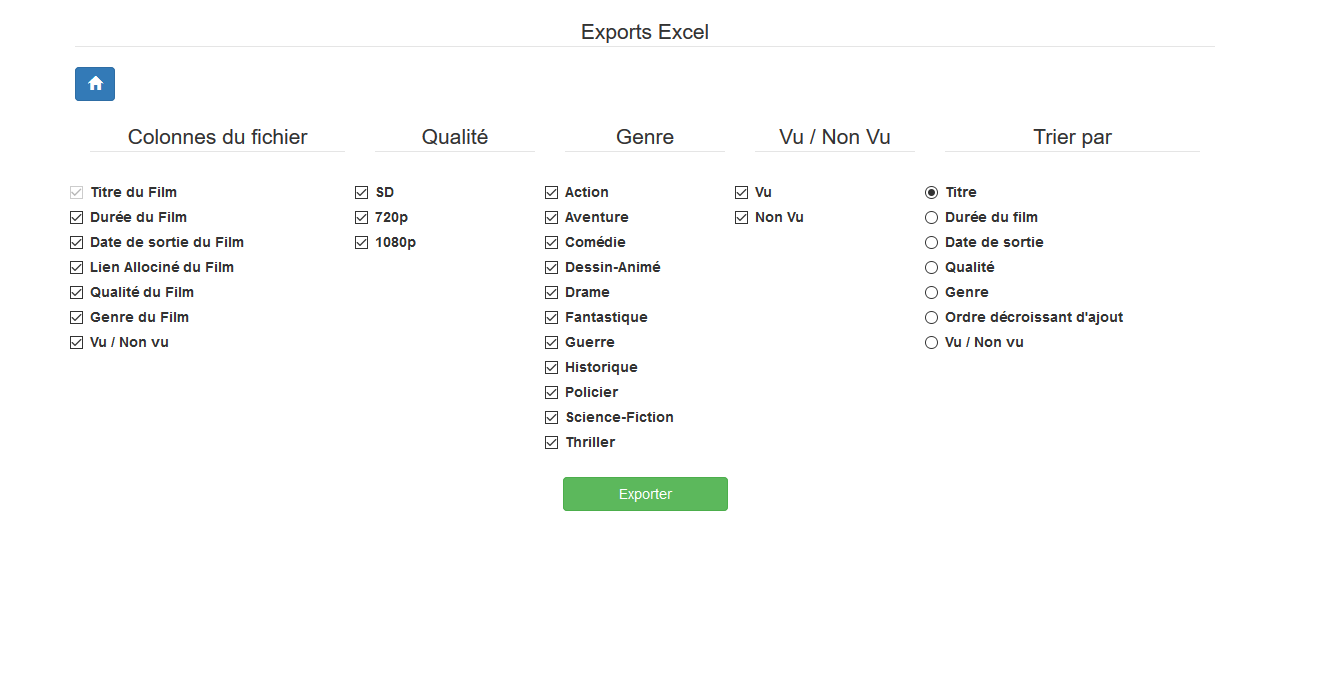 Exports Excel
Colonnes du fichier
Titre du Film
Durée du Film
Date de sortie du Film
Lien Allociné du Film
Qualité du Film
Genre du Film
Vu / Non vu
Qualité
SD
720p
1080p
Genre
Action
Aventure
Comédie
Dessin-Animé
Drame
Fantastique
Guerre
Historique
Policier
Science-Fiction
Thriller
Vu / Non Vu
Vu
Non Vu
Trier par
Titre
Durée du film
Date de sortie
Qualité
Genre
Ordre décroissant d'ajout
Vu / Non vu
Exporter